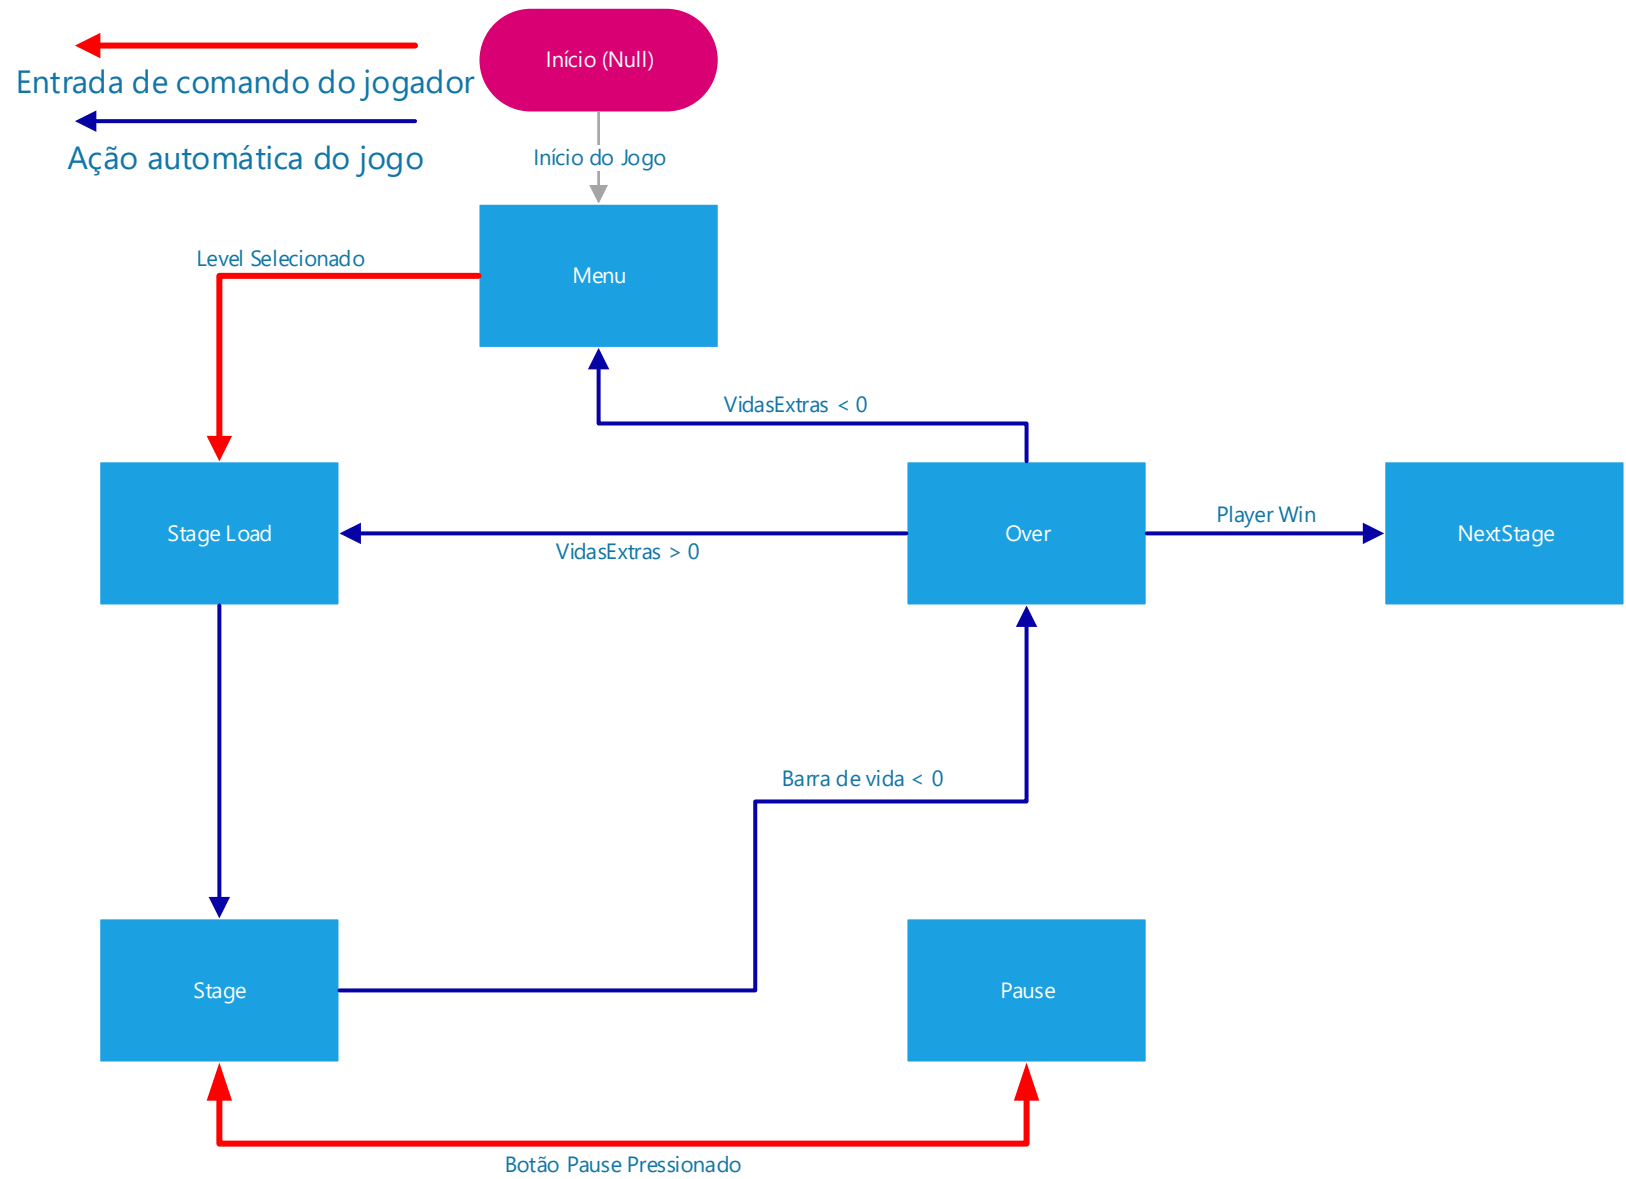 Início (Null)
Entrada de comando do jogador
Ação automática do jogo
Início do Jogo
Level Selecionado
Menu
VidasExtras < 0
Stage Load
VidasExtras > 0
Over
Player Win
NextStage
Barra de vida < 0
Stage
Pause
Botão Pause Pressionado